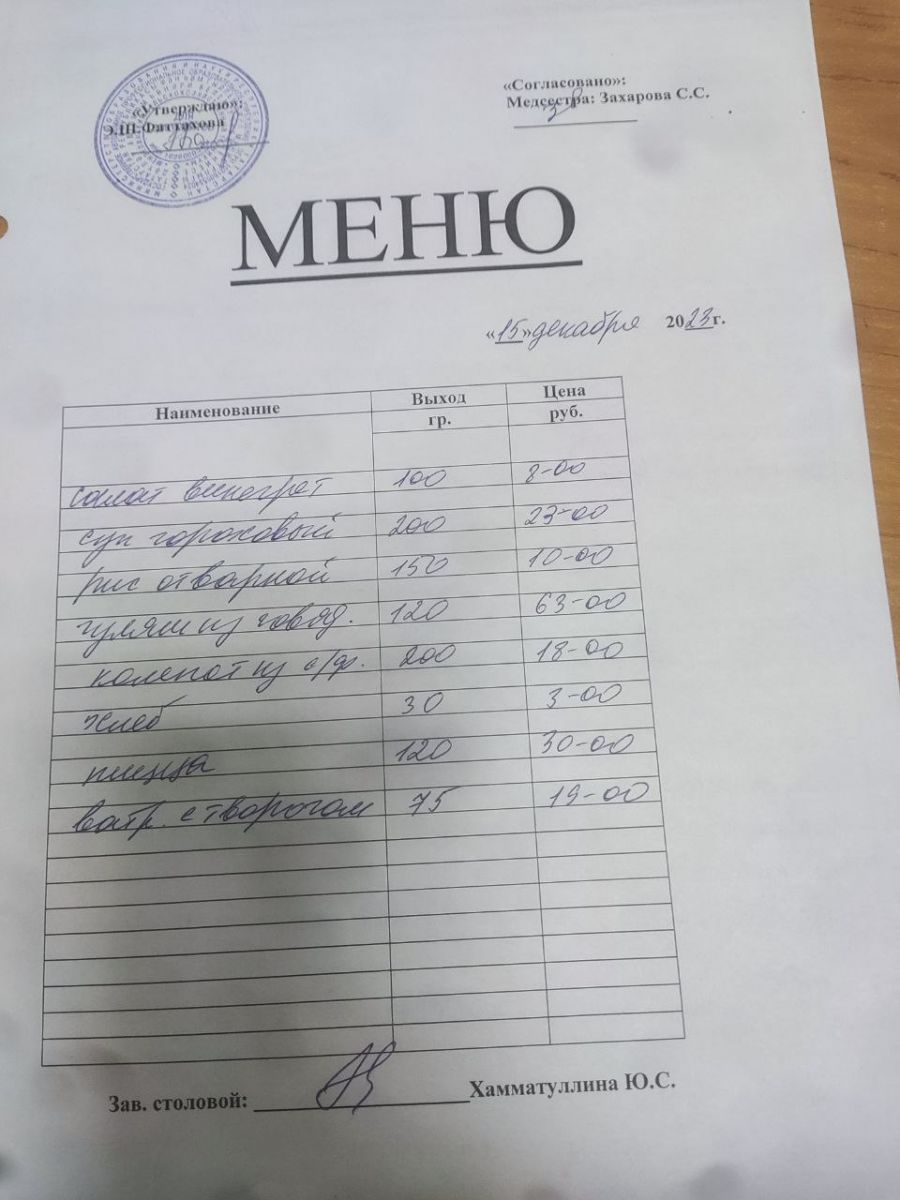 «Утверждаю»:
Э.Ш.Фаттахова
«Согласовано»:
Медсестра: Захарова С.С.
МЕНЮ
«15» декабря 2023г.
Наименование Выход гр. Цена руб.
салат винегрет 100 8-00
суп гороховый 200 23-00
рис отварной 150 10-00
гуляш из говяд. 120 63-00
компот из с/ф. 200 18-00
хлеб 30 3-00
пицца 120 30-00
ватр. с творогом 75 19-00
Зав. столовой: Хамматуллина Ю.С.